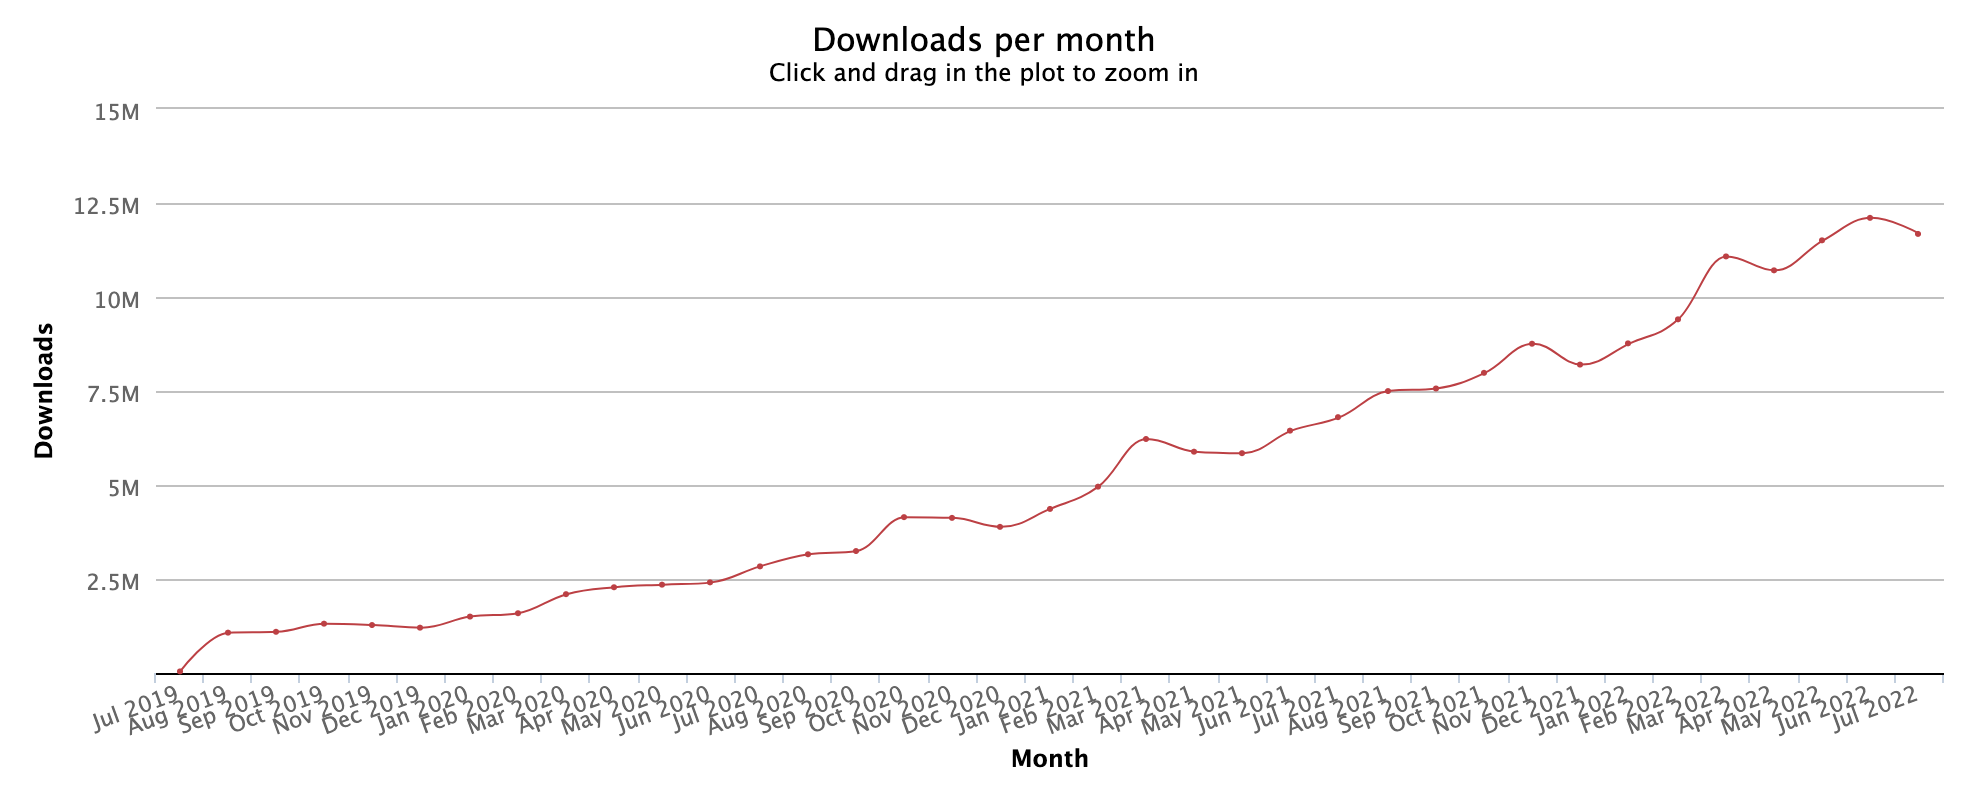 Downloads per month
Click and drag in the plot to zoom in
15M
12.5M
10M
7.5M
5M
2.5M
Downloads
Jul 2019
Aug 2019
Sep 2019
Oct 2019
Nov 2019
Dec 2019
Jan 2020
Feb 2020
Mar 2020
Apr 2020
May 2020
Jun 2020
Jul 2020
Aug 2020
Sep 2020
Oct 2020
Nov 2020
Dec 2020
Jan 2021
Feb 2021
Mar 2021
Apr 2021
May 2021
Jun 2021
Jul 2021
Aug 2021
Sep 2021
Oct 2021
Nov 2021
Dec 2021
Jan 2022
Feb 2022
Mar 2022
Apr 2022
May 2022
Jun 2022
Jul 2022
Month